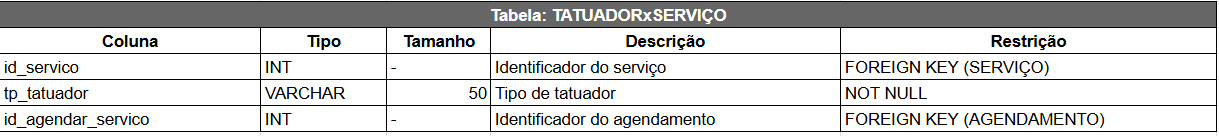 Tabela: TATUADORxSERVIÇO
Coluna Tipo Tamanho Descrição Restrição
id_servico INT - Identificador do serviço FOREIGN KEY (SERVIÇO)
tp_tatuador VARCHAR 50 Tipo de tatuador NOT NULL
id_agendar_servico INT - Identificador do agendamento FOREIGN KEY (AGENDAMENTO)